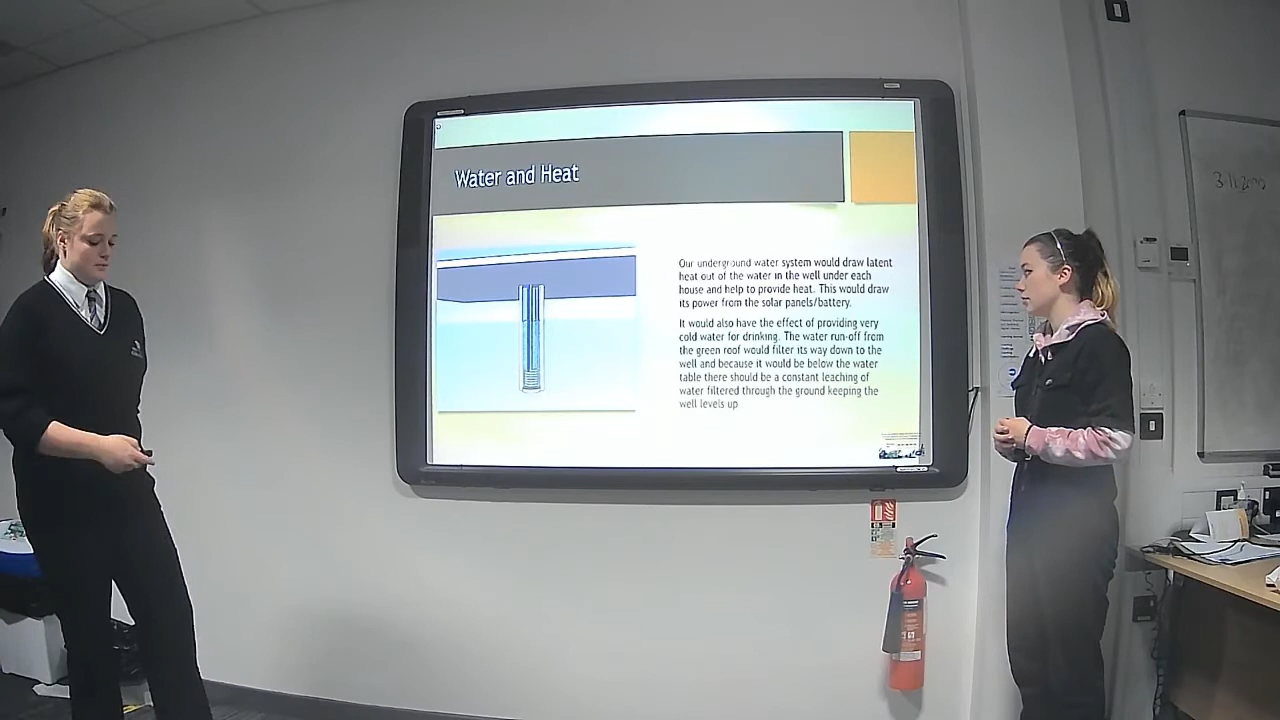 Water and Heat
Our underground water system would draw latent
heat out of the water in the well under each
house and help to provide heat. This would draw
its power from the solar panels/battery.
It would also have the effect of providing very
cold water for drinking. The water run-off from
the green roof would filter its way down to the
well and because it would be below the water
table there should be a constant leaching of
water filtered through the ground keeping the
well levels up